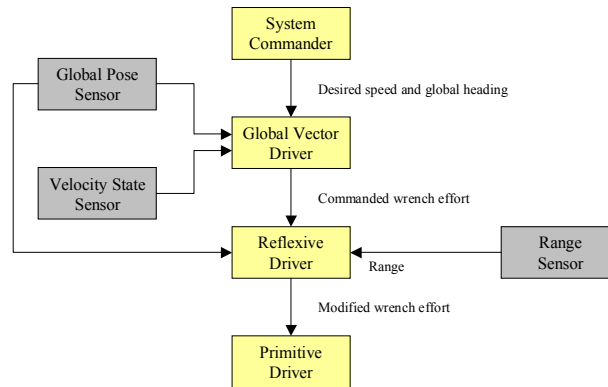 System
Commander
Global Pose
Sensor
Desired speed and global heading
Global Vector
Driver
Velocity State
Sensor
Commanded wrench effort
Reflexive
Driver
Range
Range
Sensor
Modified wrench effort
Primitive
Driver